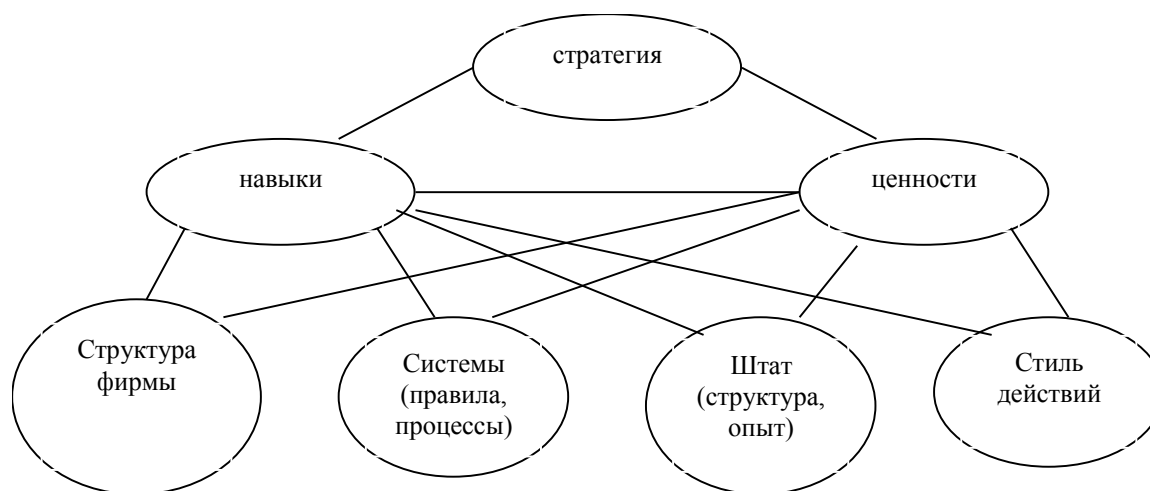 стратегия
навыки
ценности
Структура
фирмы
Системы
(правила,
процессы)
Штат
(структура,
опыт)
Стиль
действий